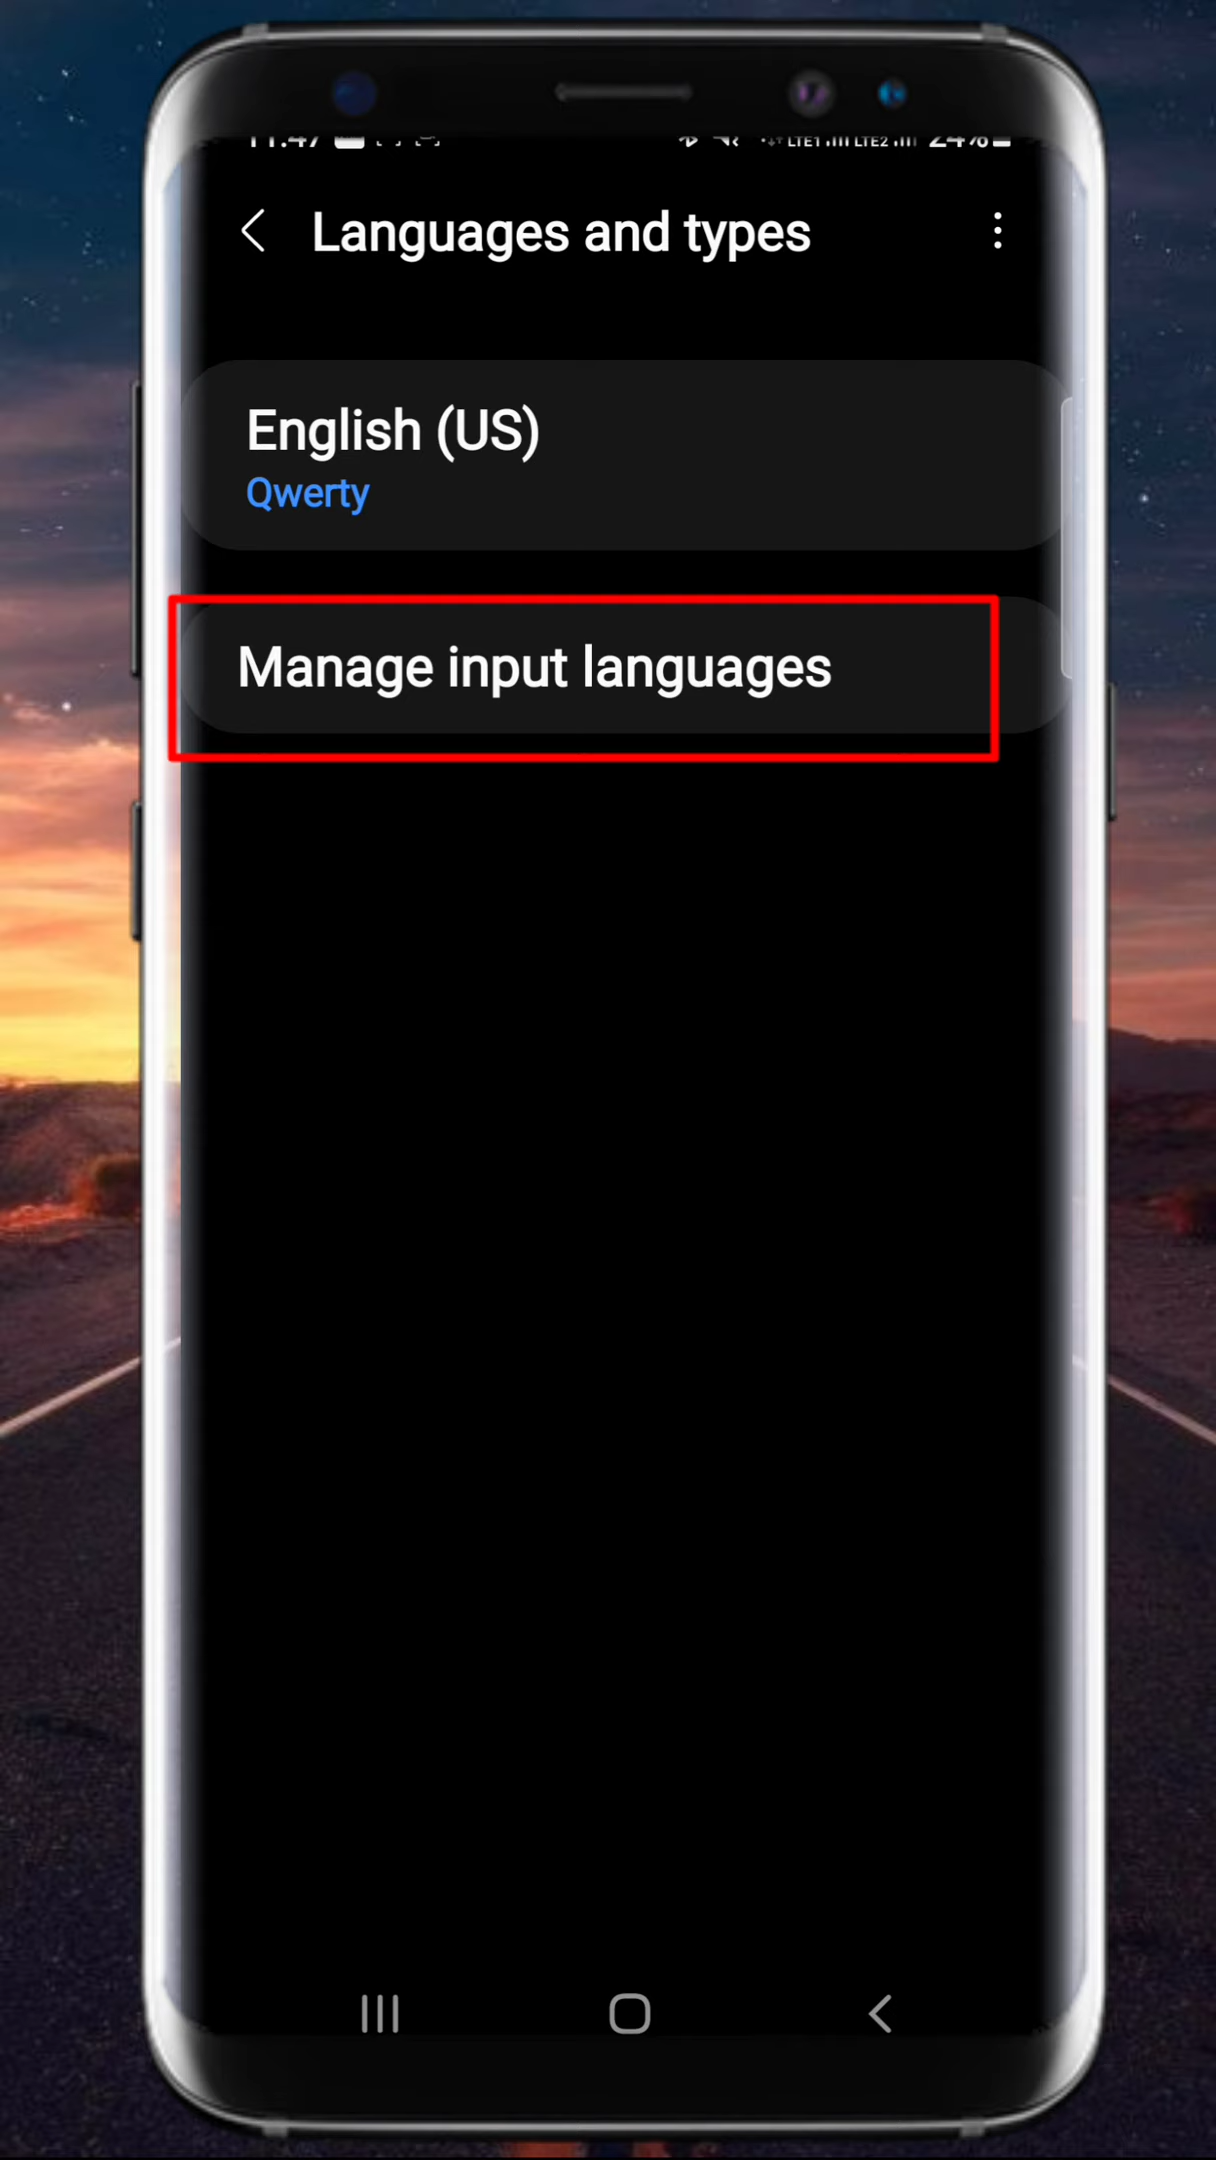 11:47 LTE1 LTE2 24%
Languages and types
English (US)
Qwerty
Manage input languages